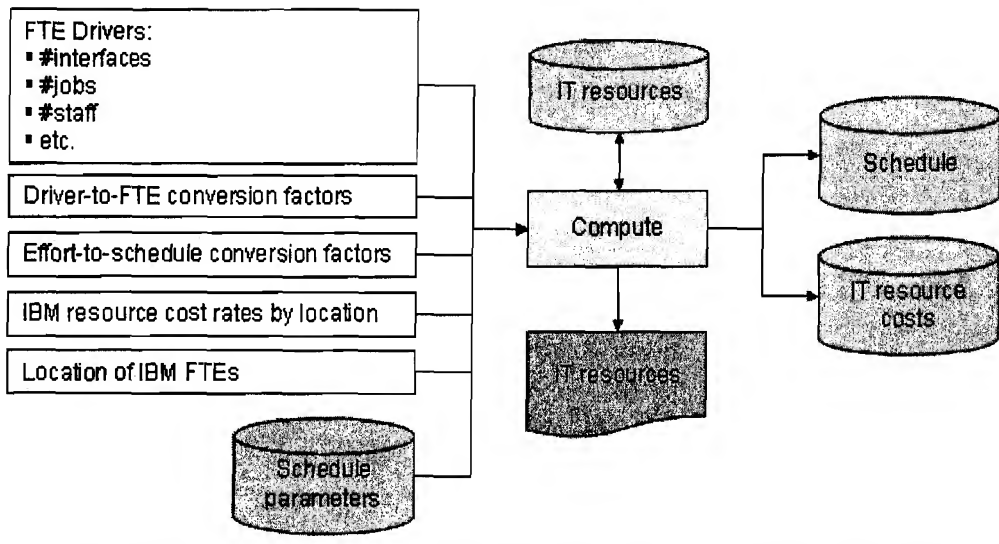 FTE Drivers:
▪ #interfaces
▪ #jobs
▪ #staff
▪ etc.
Driver-to-FTE conversion factors
Effort-to-schedule conversion factors
IBM resource cost rates by location
Location of IBM FTEs
Schedule
parameters
IT resources
Compute
IT resources
Schedule
IT resource
costs